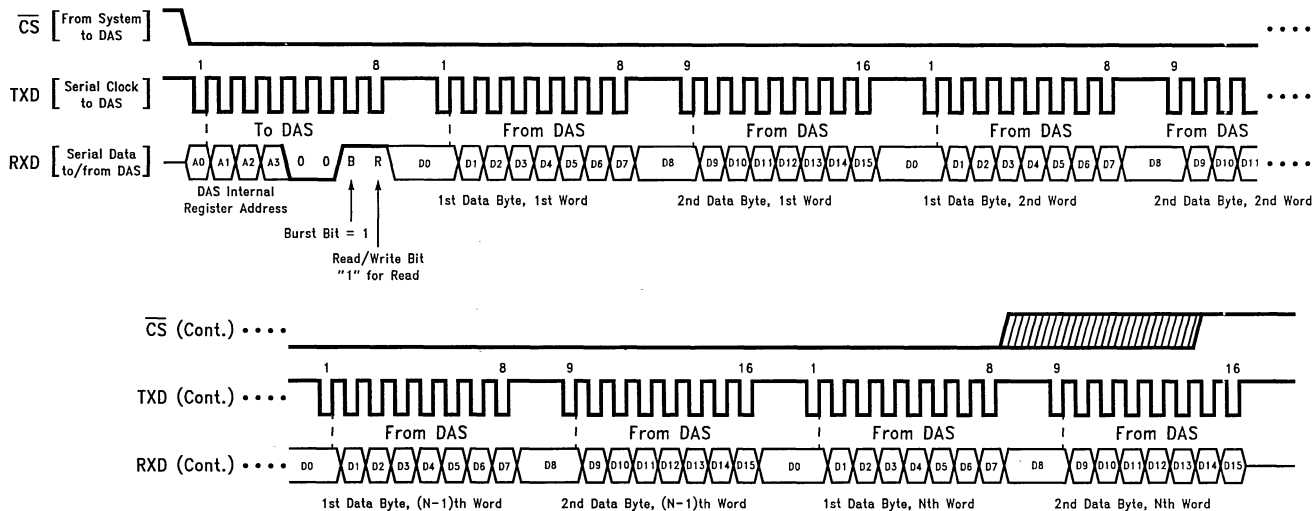 CS [From System to DAS] ••••
1 8 1 8 9 16 1 8 9
TXD [Serial Clock to DAS] ••••
To DAS From DAS From DAS From DAS From DAS
RXD [Serial Data to/from DAS] A0 A1 A2 A3 0 0 B R D0 D1 D2 D3 D4 D5 D6 D7 D8 D9 D10 D11 D12 D13 D14 D15 D0 D1 D2 D3 D4 D5 D6 D7 D8 D9 D10 D11 ••••
DAS Internal Register Address
1st Data Byte, 1st Word 2nd Data Byte, 1st Word 1st Data Byte, 2nd Word 2nd Data Byte, 2nd Word
Burst Bit = 1
Read/Write Bit
"1" for Read
CS (Cont.) ••••
1 8 9 16 1 8 9 16
TXD (Cont.) ••••
From DAS From DAS From DAS From DAS
RXD (Cont.) •••• D0 D1 D2 D3 D4 D5 D6 D7 D8 D9 D10 D11 D12 D13 D14 D15 D0 D1 D2 D3 D4 D5 D6 D7 D8 D9 D10 D11 D12 D13 D14 D15
1st Data Byte, (N-1)th Word 2nd Data Byte, (N-1)th Word 1st Data Byte, Nth Word 2nd Data Byte, Nth Word